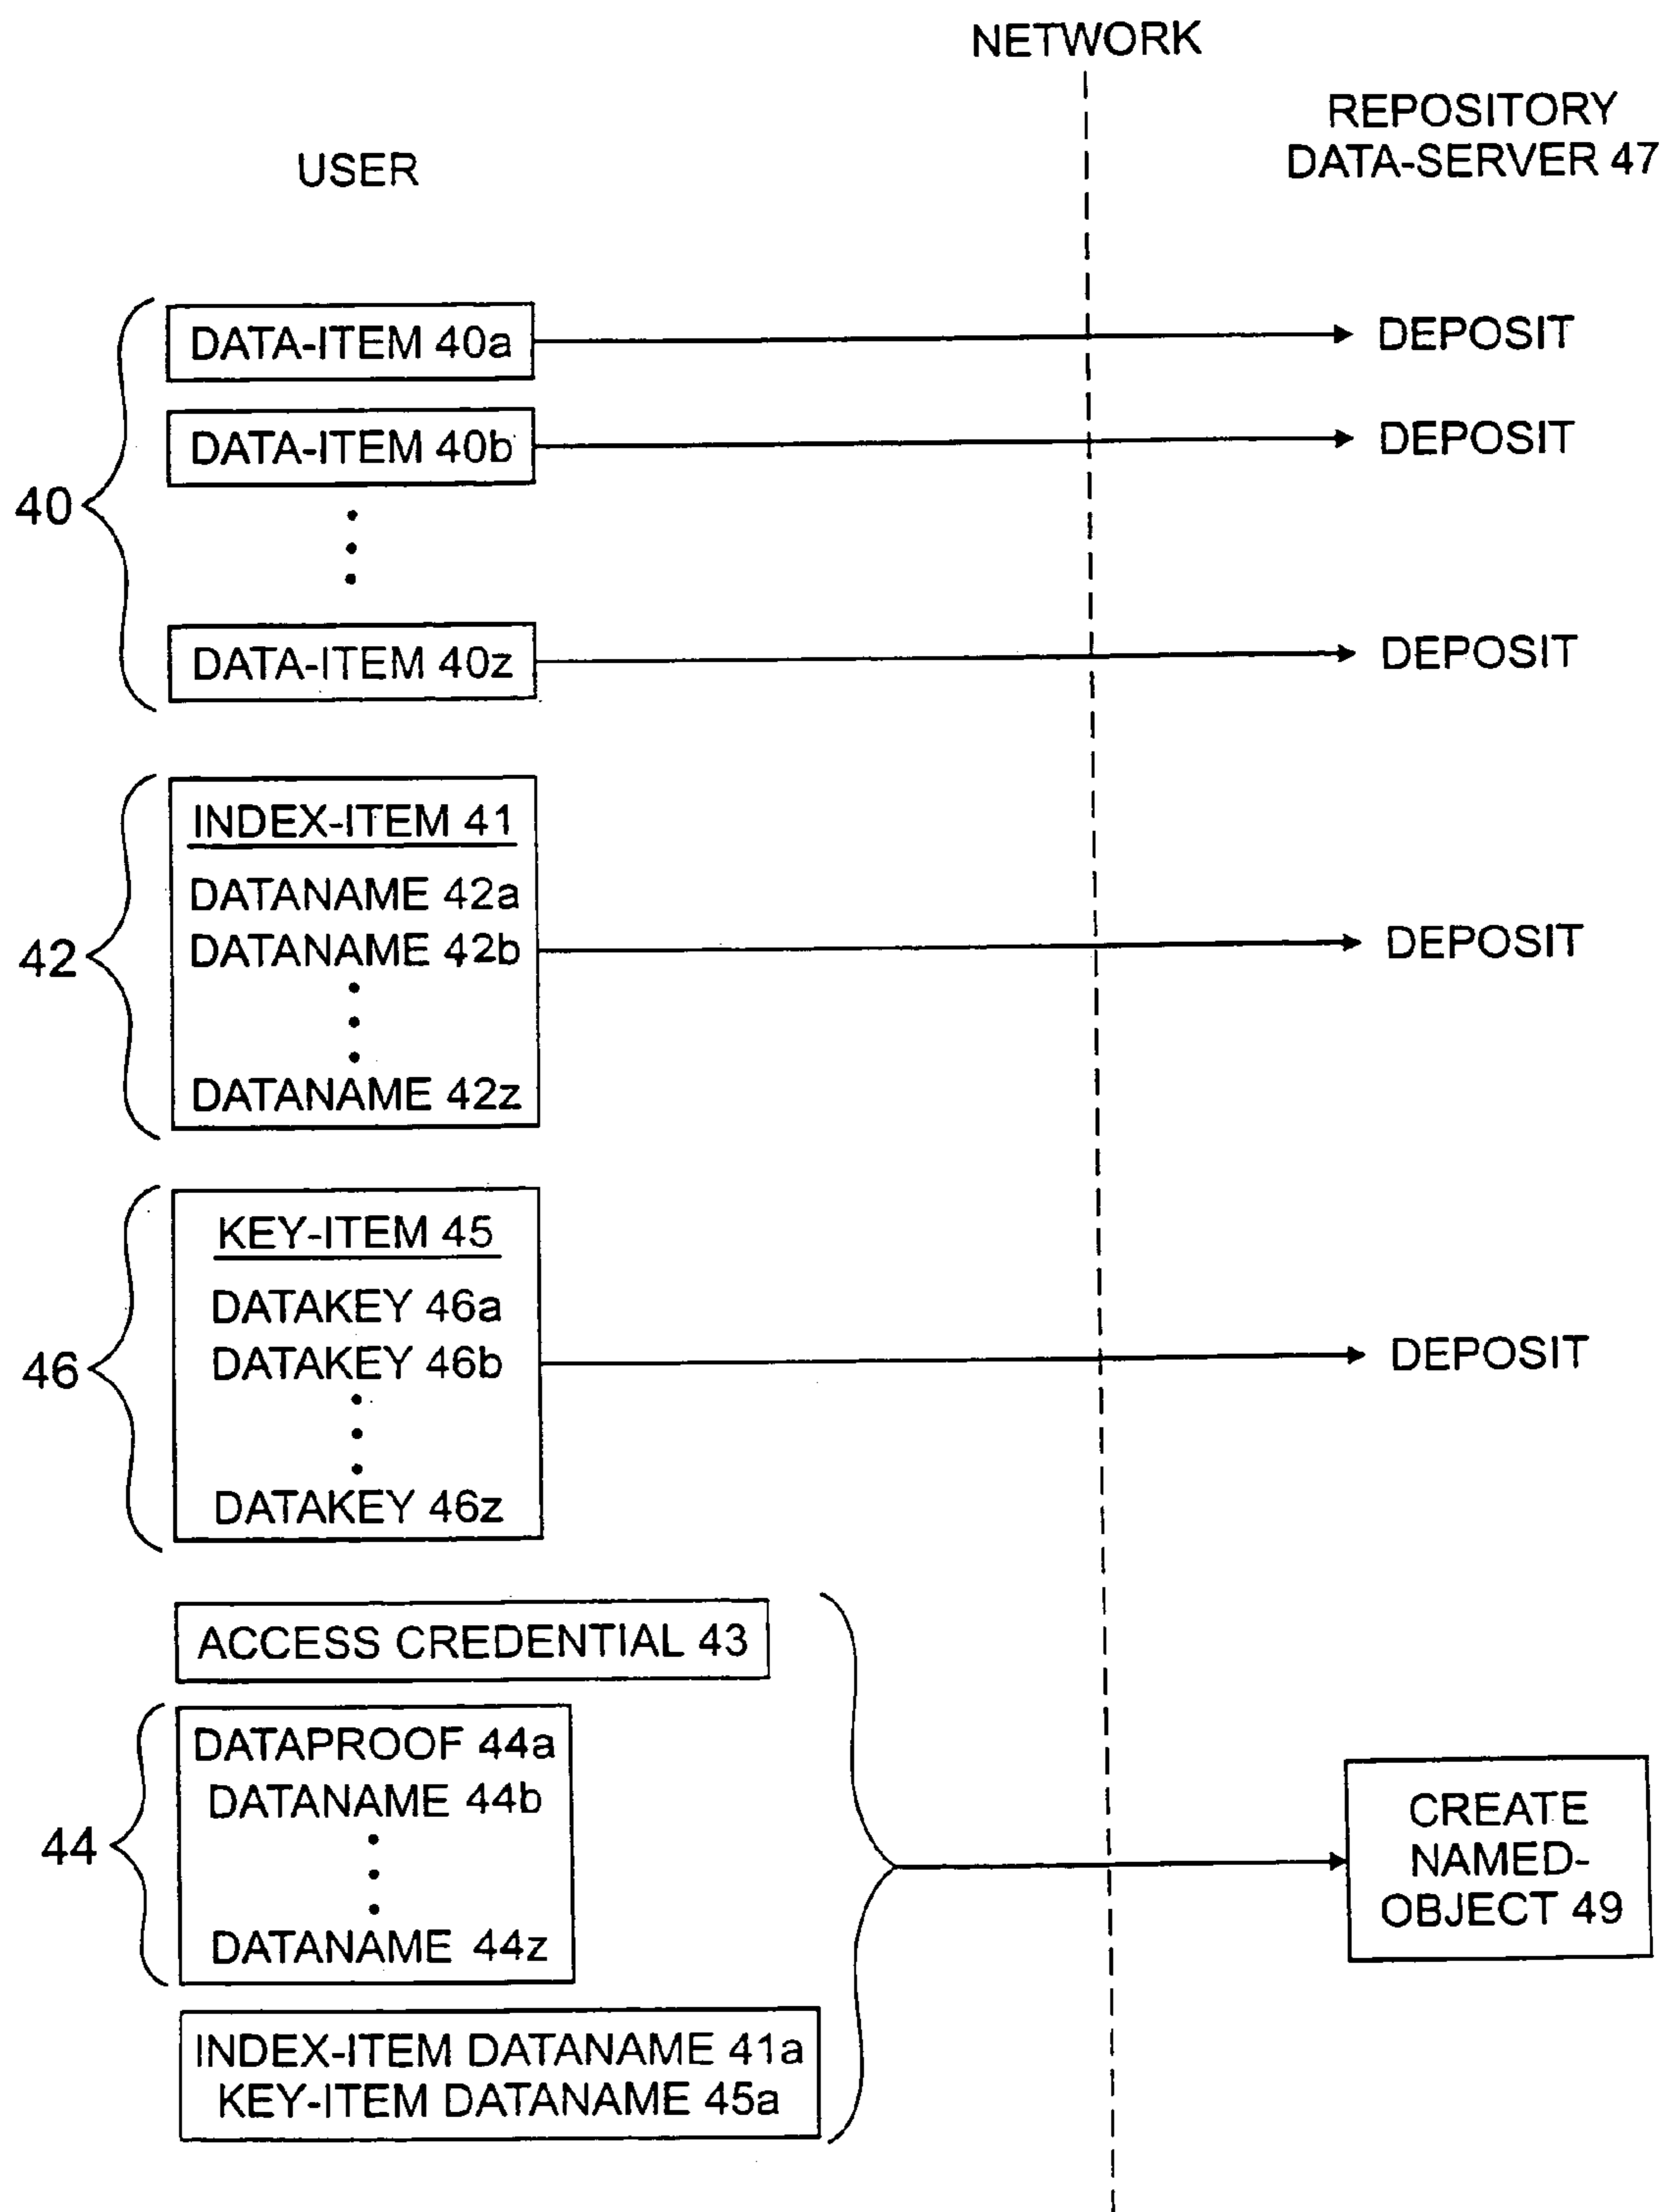 NETWORK
REPOSITORY
DATA-SERVER 47
USER
40
DATA-ITEM 40a
DEPOSIT
DATA-ITEM 40b
DEPOSIT
DATA-ITEM 40z
DEPOSIT
42
INDEX-ITEM 41
DATANAME 42a
DATANAME 42b
DATANAME 42z
DEPOSIT
46
KEY-ITEM 45
DATAKEY 46a
DATAKEY 46b
DATAKEY 46z
DEPOSIT
ACCESS CREDENTIAL 43
44
DATAPROOF 44a
DATANAME 44b
DATANAME 44z
INDEX-ITEM DATANAME 41a
KEY-ITEM DATANAME 45a
CREATE
NAMED-
OBJECT 49